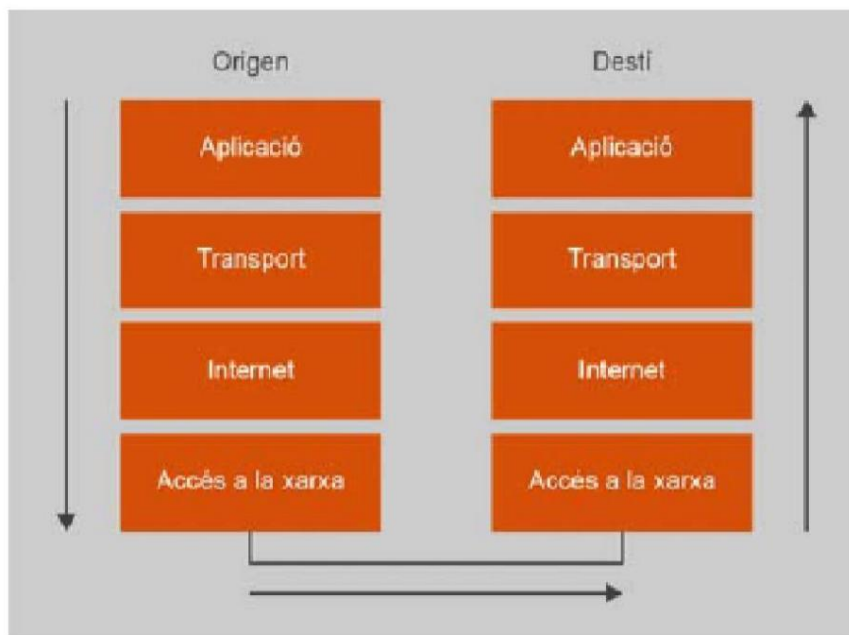 Origen
Destí
Aplicació
Aplicació
Transport
Transport
Internet
Internet
Accés a la xarxa
Accés a la xarxa